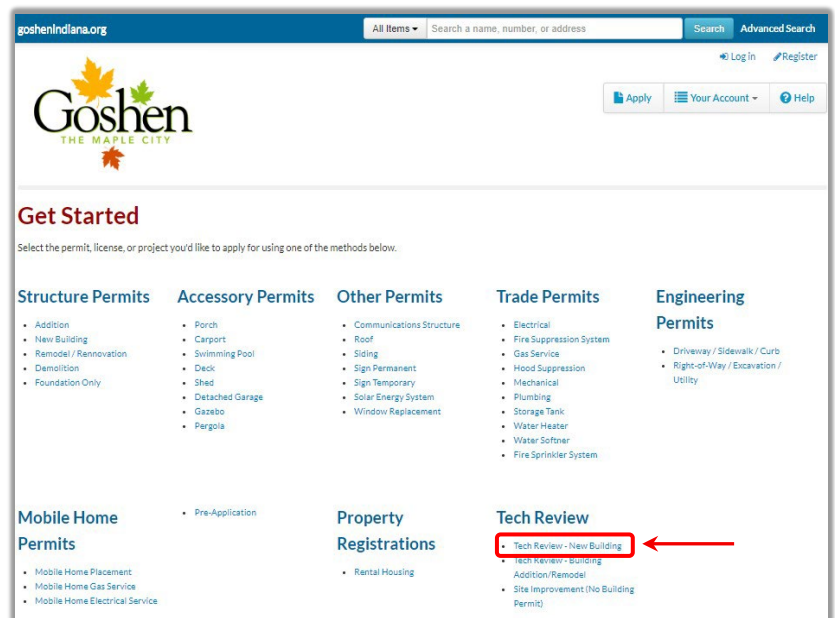 goshenindiana.org
All Items
Search a name, number, or address
Search
Advanced Search
Log in
Register
Goshen
THE MAPLE CITY
Apply
Your Account
Help
Get Started
Select the permit, license, or project you'd like to apply for using one of the methods below.
Structure Permits
Addition
New Building
Remodel / Rennovation
Demolition
Foundation Only
Accessory Permits
Porch
Carport
Swimming Pool
Deck
Shed
Detached Garage
Gazebo
Pergola
Other Permits
Communications Structure
Roof
Siding
Sign Permanent
Sign Temporary
Solar Energy System
Window Replacement
Trade Permits
Electrical
Fire Suppression System
Gas Service
Hood Suppression
Mechanical
Plumbing
Storage Tank
Water Heater
Water Softner
Fire Sprinkler System
Engineering
Permits
Driveway / Sidewalk / Curb
Right-of-Way / Excavation /
Utility
Mobile Home
Permits
Mobile Home Placement
Mobile Home Gas Service
Mobile Home Electrical Service
Pre-Application
Property
Registrations
Rental Housing
Tech Review
Tech Review - New Building
Tech Review - Building
Addition/Remodel
Site Improvement (No Building
Permit)